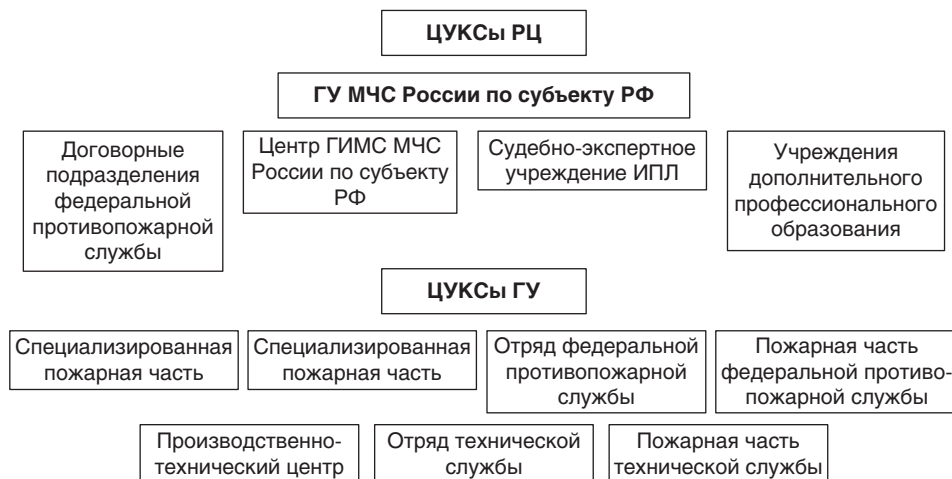 ЦУКСы РЦ
ГУ МЧС России по субъекту РФ
Договорные
подразделения
федеральной
противопожарной
службы
Центр ГИМС МЧС
России по субъекту
РФ
Судебно-экспертное
учреждение ИПЛ
Учреждения
дополнительного
профессионального
образования
ЦУКСы ГУ
Специализированная
пожарная часть
Специализированная
пожарная часть
Отряд федеральной
противопожарной
службы
Пожарная часть
федеральной противо-
пожарной службы
Производственно-
технический центр
Отряд технической
службы
Пожарная часть
технической службы